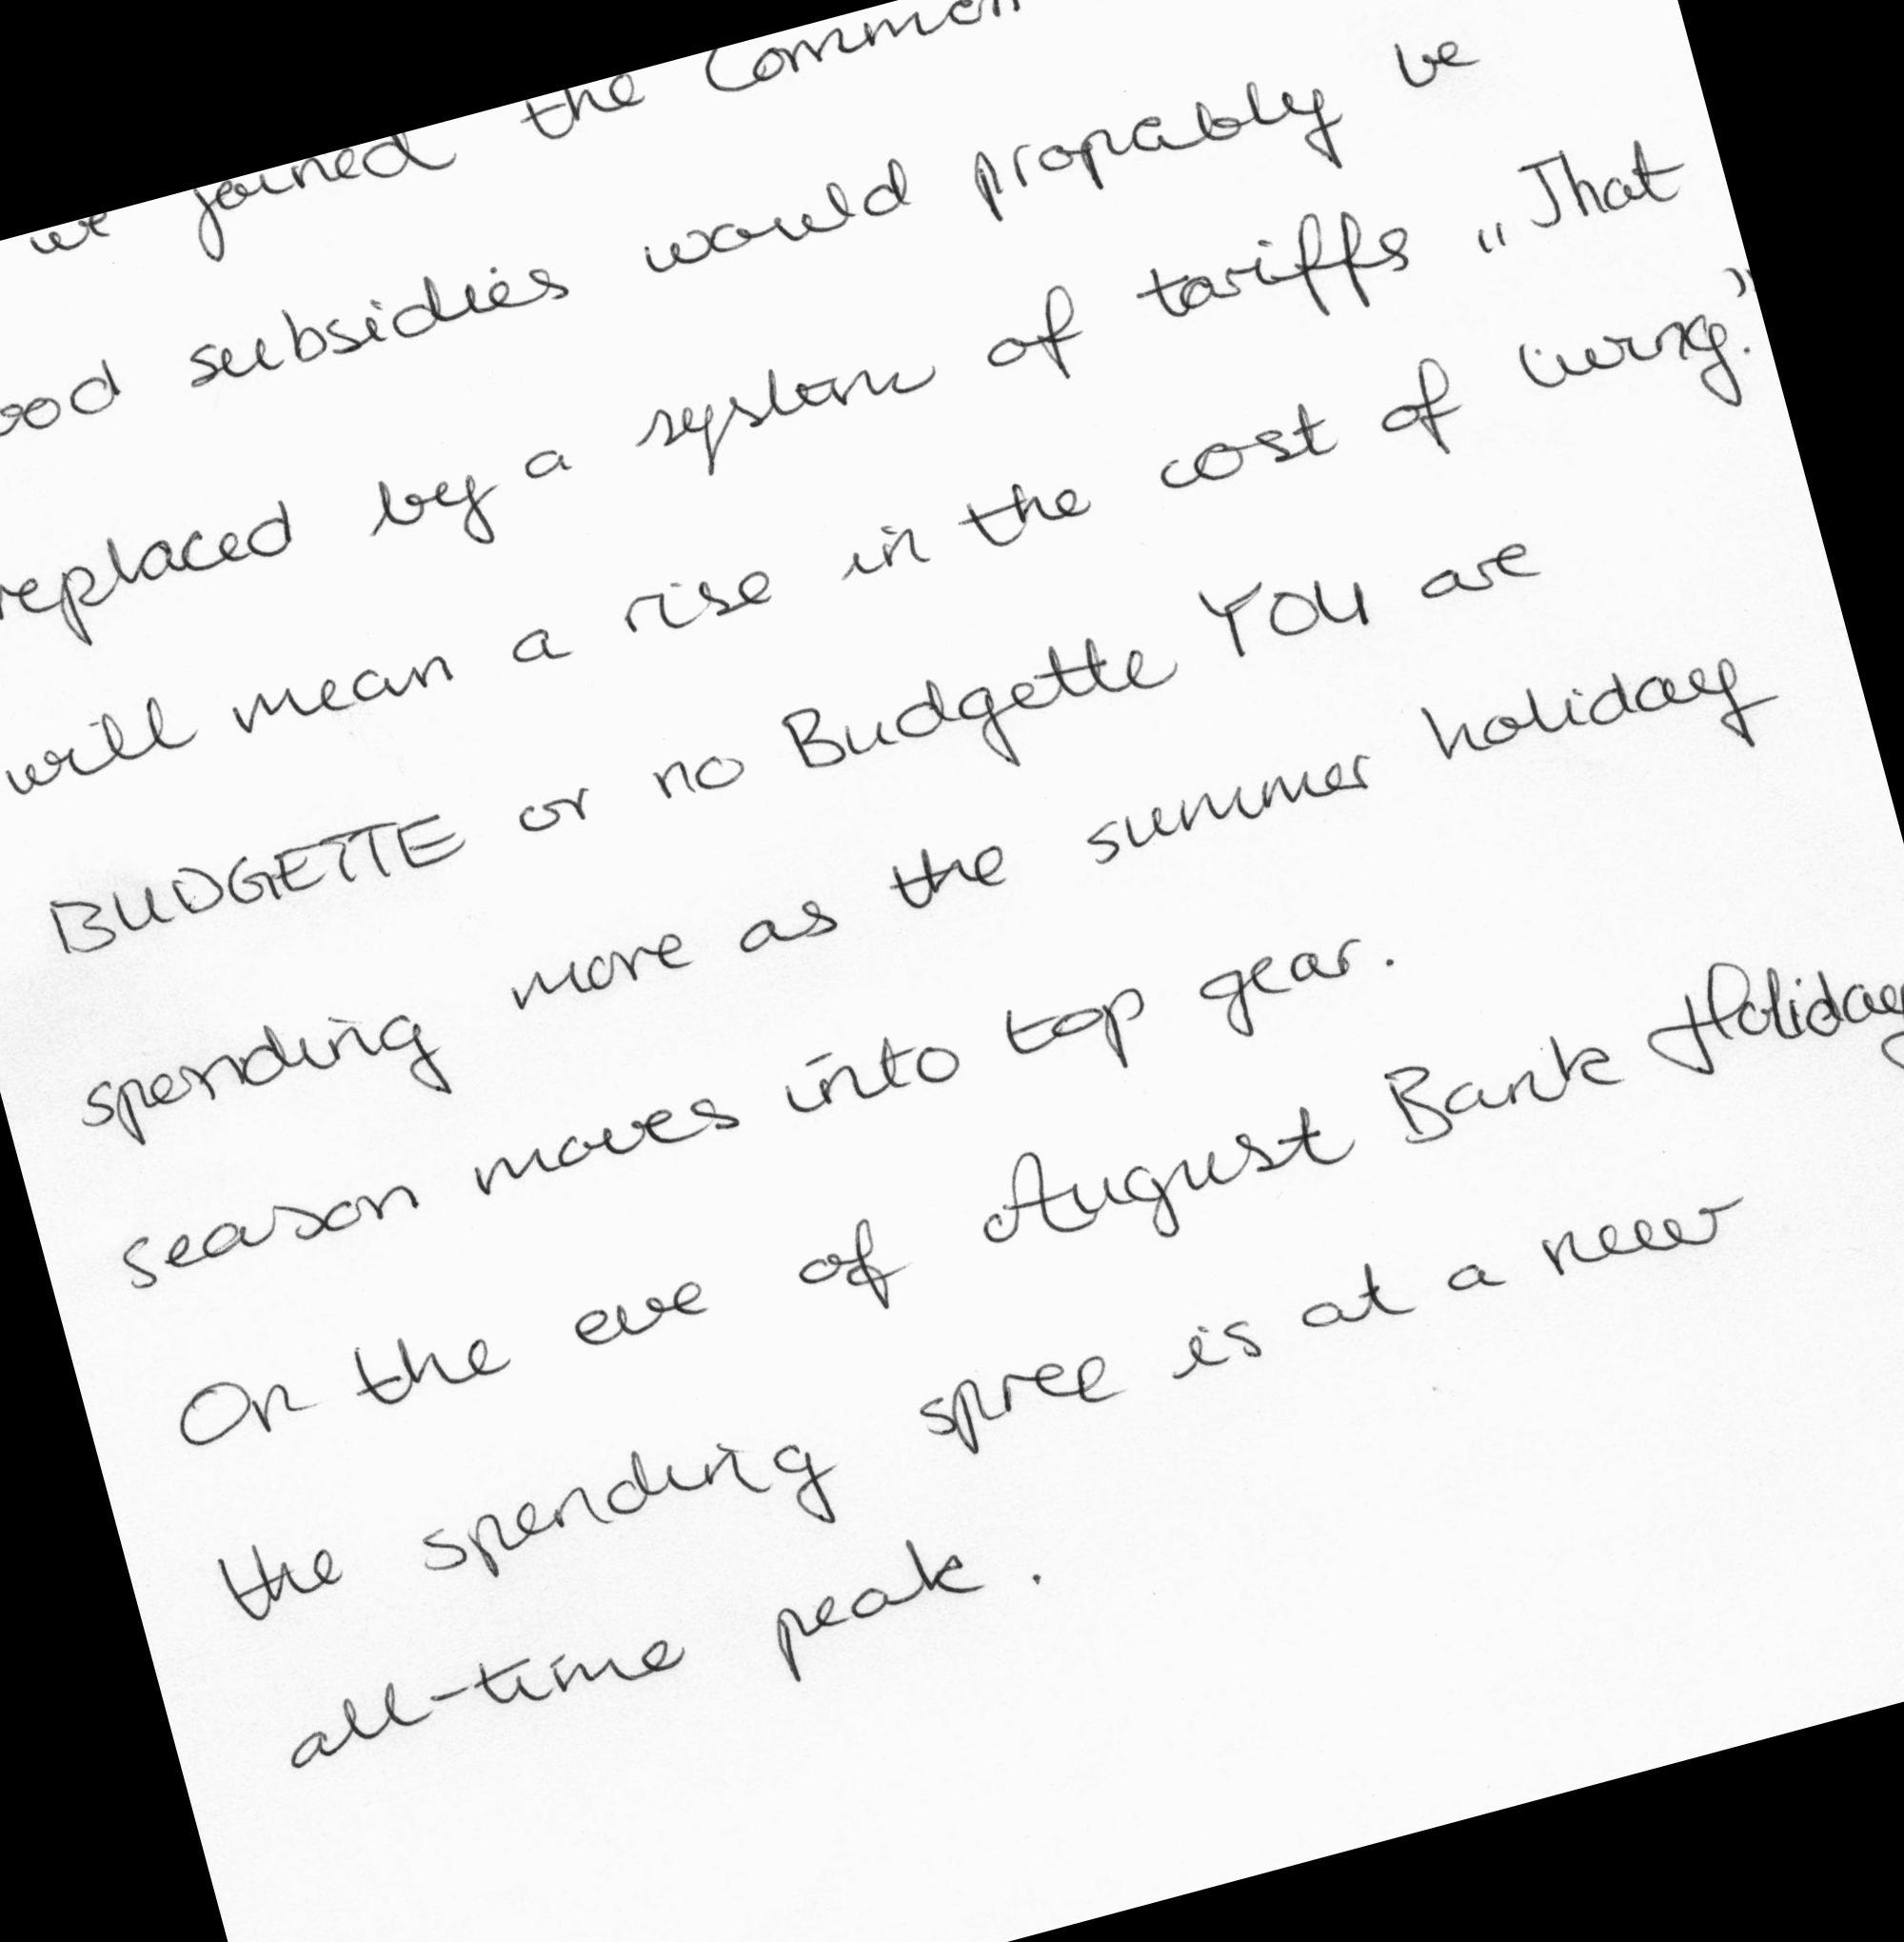 we joined the Common
ood subsidies would propably be
replaced by a system of tariffs „That
will mean a rise in the cost of living."
BUDGETTE or no Budgette YOU are
spending more as the summer holiday
season moves into top gear.
On the eve of August Bank Holiday
the spending spree is at a new
all-time peak.